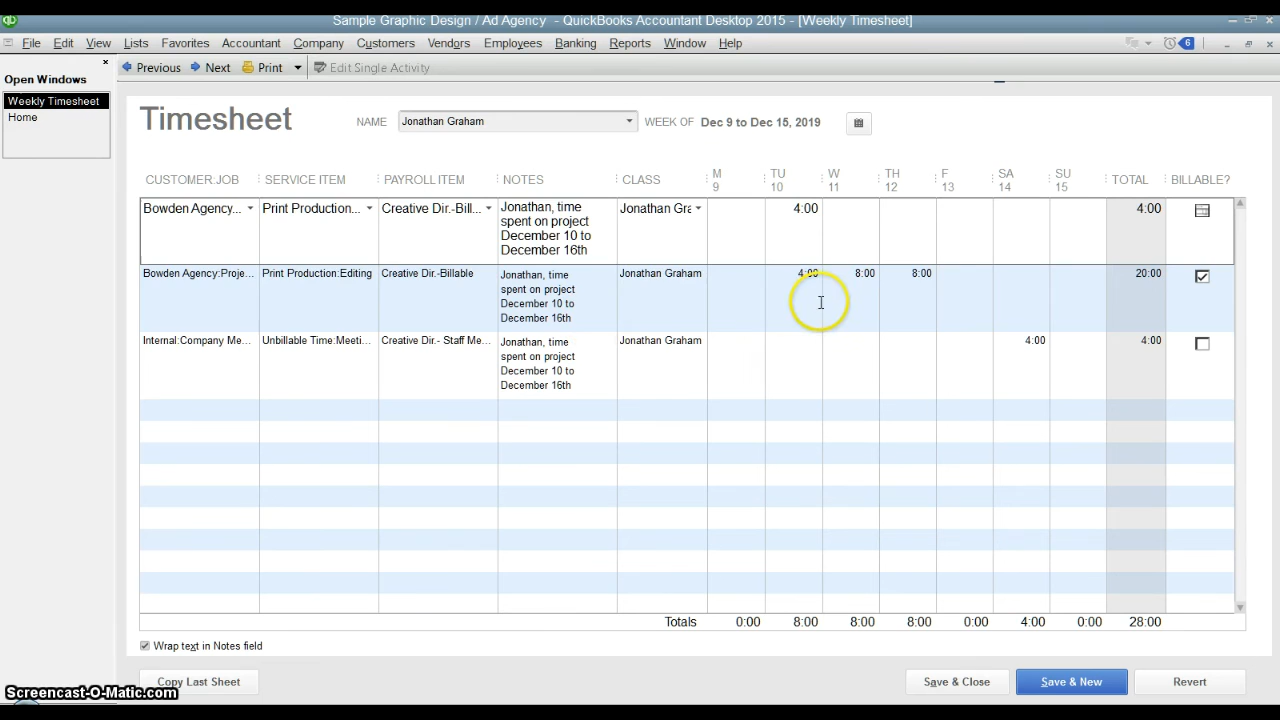 Sample Graphic Design / Ad Agency - QuickBooks Accountant Desktop 2015 - [Weekly Timesheet]
File Edit View Lists Favorites Accountant Company Customers Vendors Employees Banking Reports Window Help
6
Previous Next Print Edit Single Activity
Open Windows
Weekly Timesheet
Home
Timesheet NAME Jonathan Graham WEEK OF Dec 9 to Dec 15, 2019
CUSTOMER:JOB SERVICE ITEM PAYROLL ITEM NOTES CLASS M 9 TU 10 W 11 TH 12 F 13 SA 14 SU 15 TOTAL BILLABLE?
Bowden Agency... Print Production... Creative Dir.-Bill... Jonathan, time Jonathan Gra 4:00 4:00
spent on project
December 10 to
December 16th
Bowden Agency:Proje... Print Production:Editing Creative Dir.-Billable Jonathan, time Jonathan Graham 4:00 8:00 8:00 20:00
spent on project
December 10 to
December 16th
Internal:Company Me... Unbillable Time:Meeti... Creative Dir.- Staff Me... Jonathan, time Jonathan Graham 4:00 4:00
spent on project
December 10 to
December 16th
Totals 0:00 8:00 8:00 8:00 0:00 4:00 0:00 28:00
Wrap text in Notes field
Copy Last Sheet Save & Close Save & New Revert
Screencast-O-Matic.com